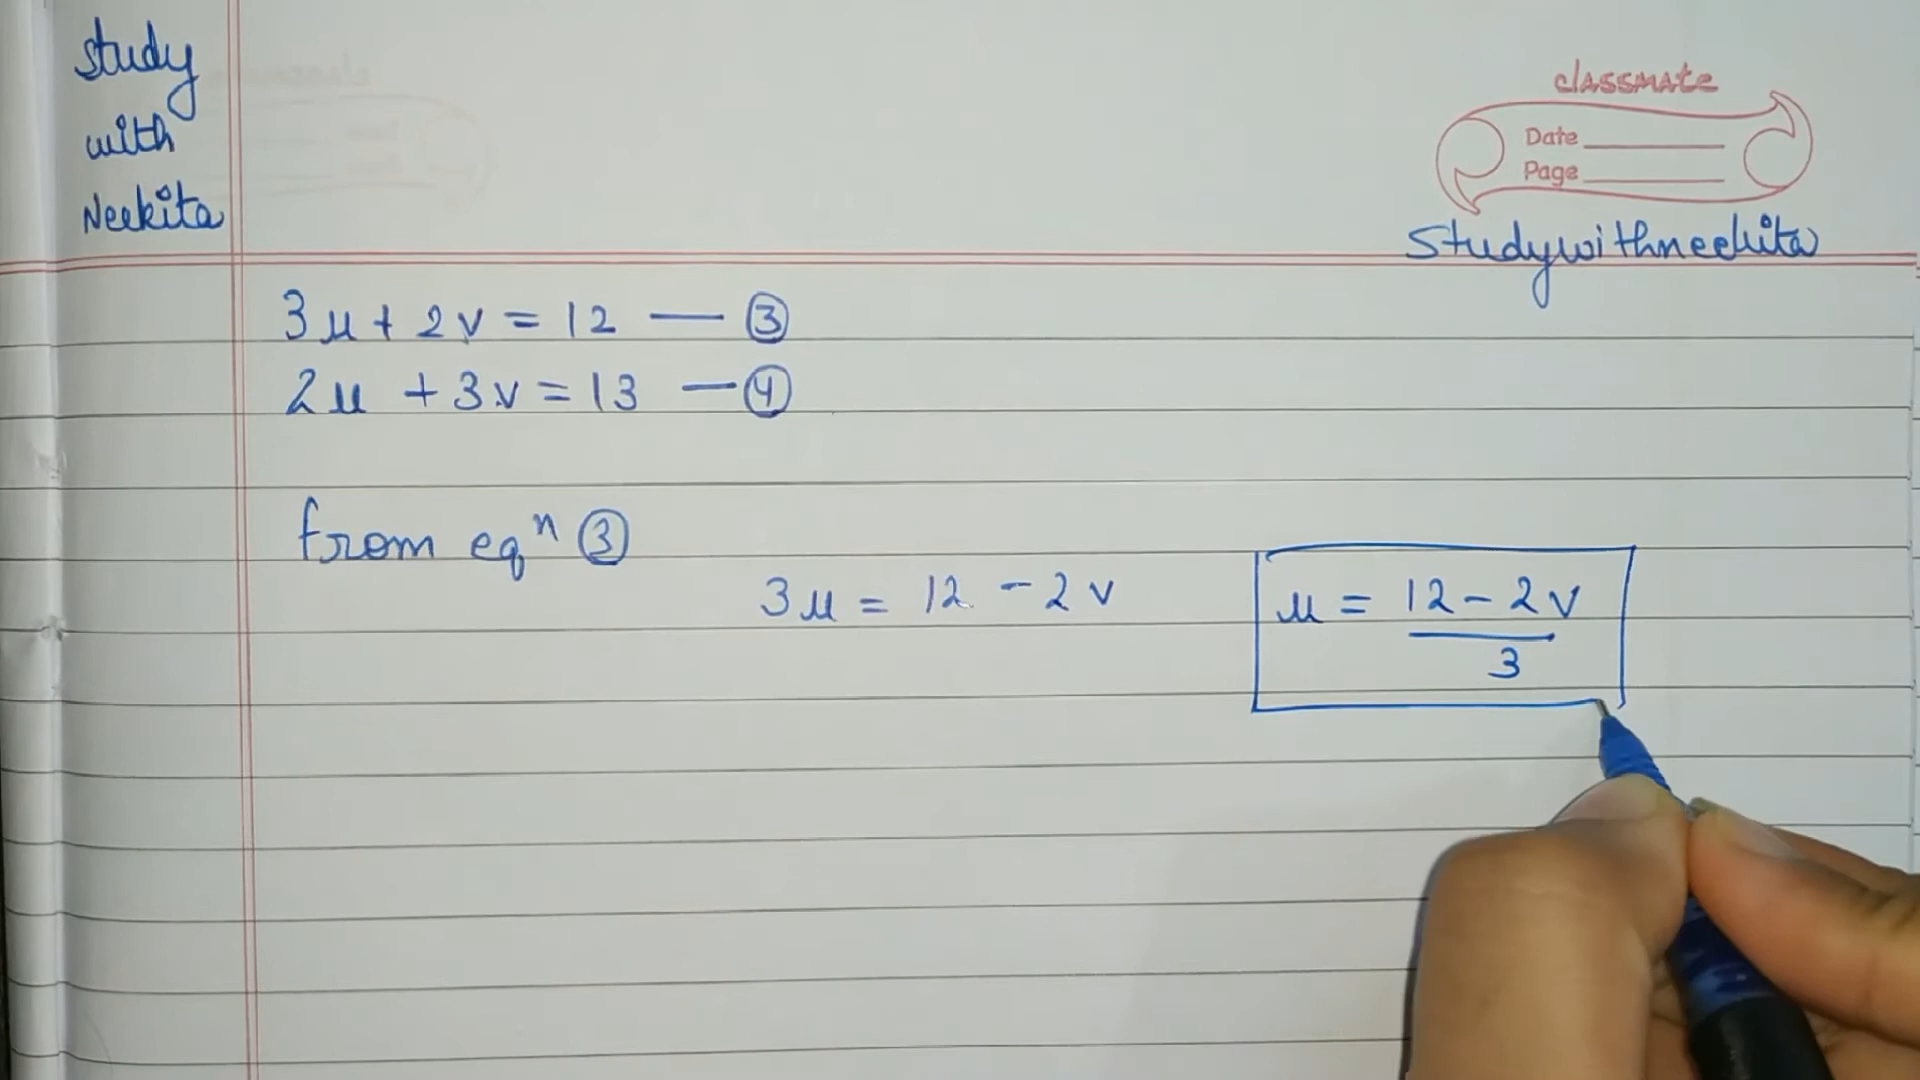 study
with
Neekita
classmate
Date
Page
Studywithneekita
3u + 2v = 12 — ③
2u + 3v = 13 — ④
from eqⁿ ③
3u = 12 - 2v
u = 12 - 2v
3